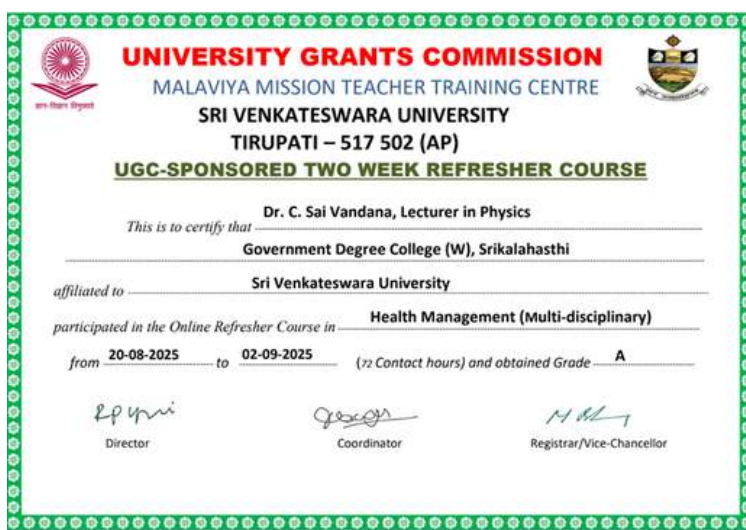 UNIVERSITY GRANTS COMMISSION
MALAVIYA MISSION TEACHER TRAINING CENTRE
ज्ञान-विज्ञान विमुक्तये
SRI VENKATESWARA UNIVERSITY
TIRUPATI – 517 502 (AP)
UGC-SPONSORED TWO WEEK REFRESHER COURSE
This is to certify that Dr. C. Sai Vandana, Lecturer in Physics
Government Degree College (W), Srikalahasthi
affiliated to Sri Venkateswara University
participated in the Online Refresher Course in Health Management (Multi-disciplinary)
from 20-08-2025 to 02-09-2025 (72 Contact hours) and obtained Grade A
Director Coordinator Registrar/Vice-Chancellor